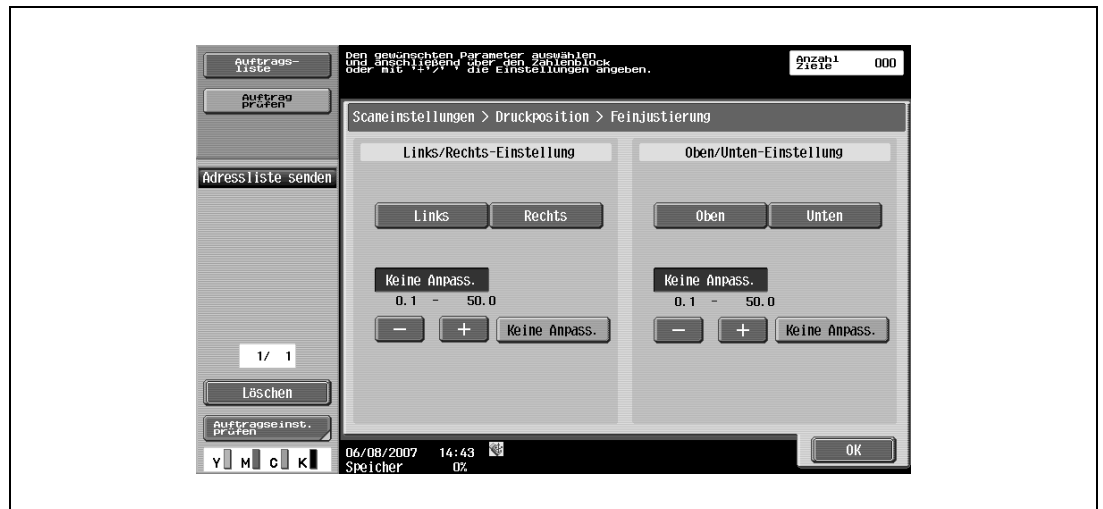 Auftrags-
liste
Den gewünschten Parameter auswählen
und anschließend über den Zahlenblock
oder mit '+'/' ' die Einstellungen angeben.
Anzahl
Ziele 000
Auftrag
prüfen
Scaneinstellungen > Druckposition > Feinjustierung
Links/Rechts-Einstellung
Oben/Unten-Einstellung
Adressliste senden
Links Rechts
Oben Unten
Keine Anpass.
0.1 - 50.0
- + Keine Anpass.
Keine Anpass.
0.1 - 50.0
- + Keine Anpass.
1/ 1
Löschen
Auftragseinst.
prüfen
Y M C K
06/08/2007 14:43
Speicher 0%
OK